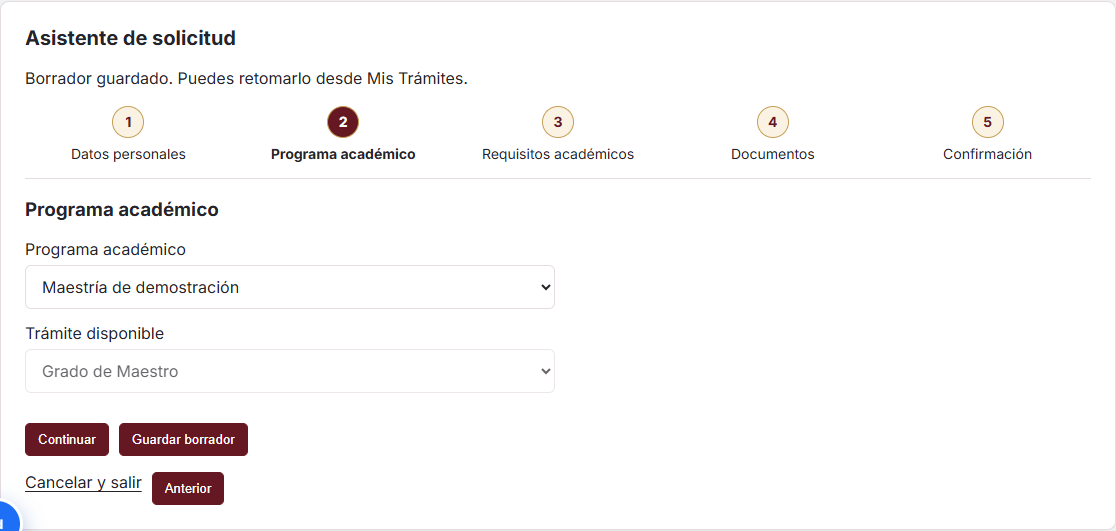 Asistente de solicitud
Borrador guardado. Puedes retomarlo desde Mis Trámites.
1 2 3 4 5
Datos personales Programa académico Requisitos académicos Documentos Confirmación
Programa académico
Programa académico
Maestría de demostración
Trámite disponible
Grado de Maestro
Continuar Guardar borrador
Cancelar y salir Anterior